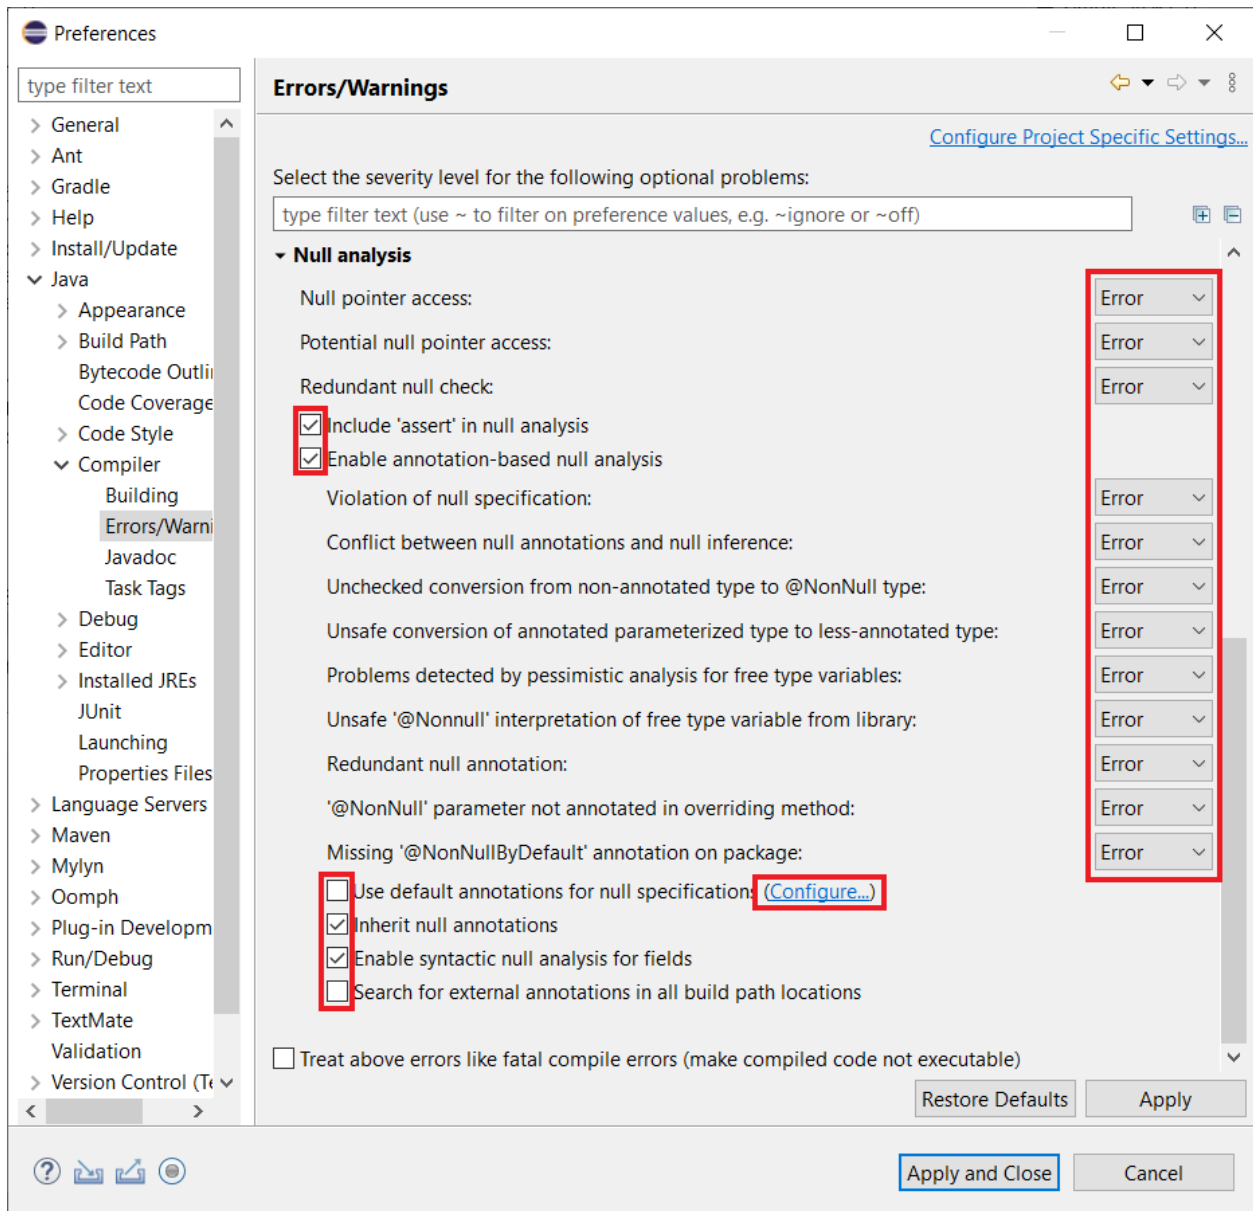 Preferences
type filter text
General
Ant
Gradle
Help
Install/Update
Java
Appearance
Build Path
Bytecode Outli
Code Coverage
Code Style
Compiler
Building
Errors/Warni
Javadoc
Task Tags
Debug
Editor
Installed JREs
JUnit
Launching
Properties Files
Language Servers
Maven
Mylyn
Oomph
Plug-in Developm
Run/Debug
Terminal
TextMate
Validation
Version Control (Te
Errors/Warnings
Configure Project Specific Settings...
Select the severity level for the following optional problems:
type filter text (use ~ to filter on preference values, e.g. ~ignore or ~off)
Null analysis
Null pointer access: Error
Potential null pointer access: Error
Redundant null check: Error
Include 'assert' in null analysis
Enable annotation-based null analysis
Violation of null specification: Error
Conflict between null annotations and null inference: Error
Unchecked conversion from non-annotated type to @NonNull type: Error
Unsafe conversion of annotated parameterized type to less-annotated type: Error
Problems detected by pessimistic analysis for free type variables: Error
Unsafe '@Nonnull' interpretation of free type variable from library: Error
Redundant null annotation: Error
'@NonNull' parameter not annotated in overriding method: Error
Missing '@NonNullByDefault' annotation on package: Error
Use default annotations for null specifications (Configure...)
Inherit null annotations
Enable syntactic null analysis for fields
Search for external annotations in all build path locations
Treat above errors like fatal compile errors (make compiled code not executable)
Restore Defaults Apply
Apply and Close Cancel